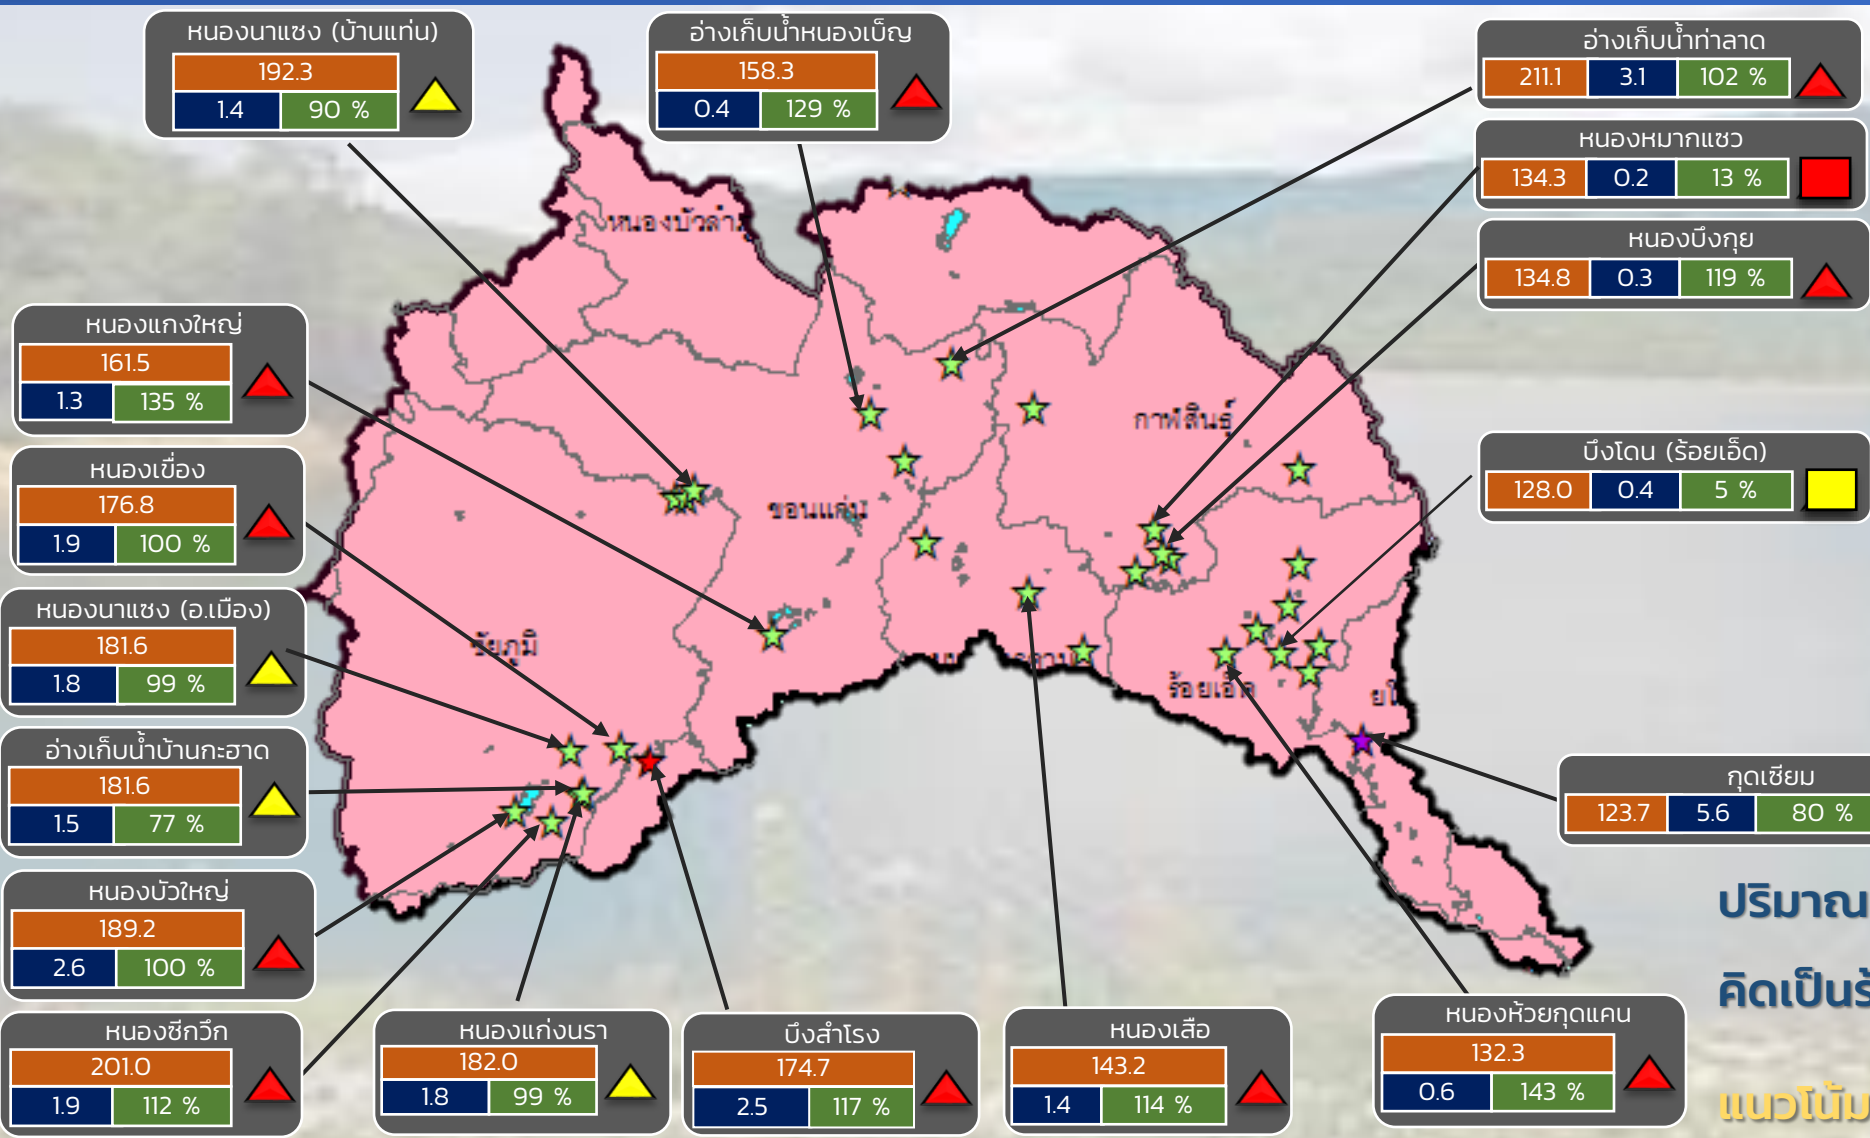 หนองนาแซง (บ้านแท่น)
192.3
1.4 90 %
อ่างเก็บน้ำหนองเบ็ญ
158.3
0.4 129 %
อ่างเก็บน้ำท่าลาด
211.1 3.1 102 %
หนองหมากแซว
134.3 0.2 13 %
หนองบึงกุย
134.8 0.3 119 %
หนองแกงใหญ่
161.5
1.3 135 %
หนองเขื่อง
176.8
1.9 100 %
บึงโดน (ร้อยเอ็ด)
128.0 0.4 5 %
หนองนาแซง (อ.เมือง)
181.6
1.8 99 %
อ่างเก็บน้ำบ้านกะฮาด
181.6
1.5 77 %
กุดเซียม
123.7 5.6 80 %
หนองบัวใหญ่
189.2
2.6 100 %
หนองซีกวึก
201.0
1.9 112 %
หนองแก่งนรา
182.0
1.8 99 %
บึงสำโรง
174.7
2.5 117 %
หนองเสือ
143.2
1.4 114 %
หนองห้วยกุดแคน
132.3
0.6 143 %
หนองบัวลำภู
กาฬสินธุ์
ขอนแก่น
ชัยภูมิ
ร้อยเอ็ด
ปริมาณ
คิดเป็นร้
แนวโน้ม